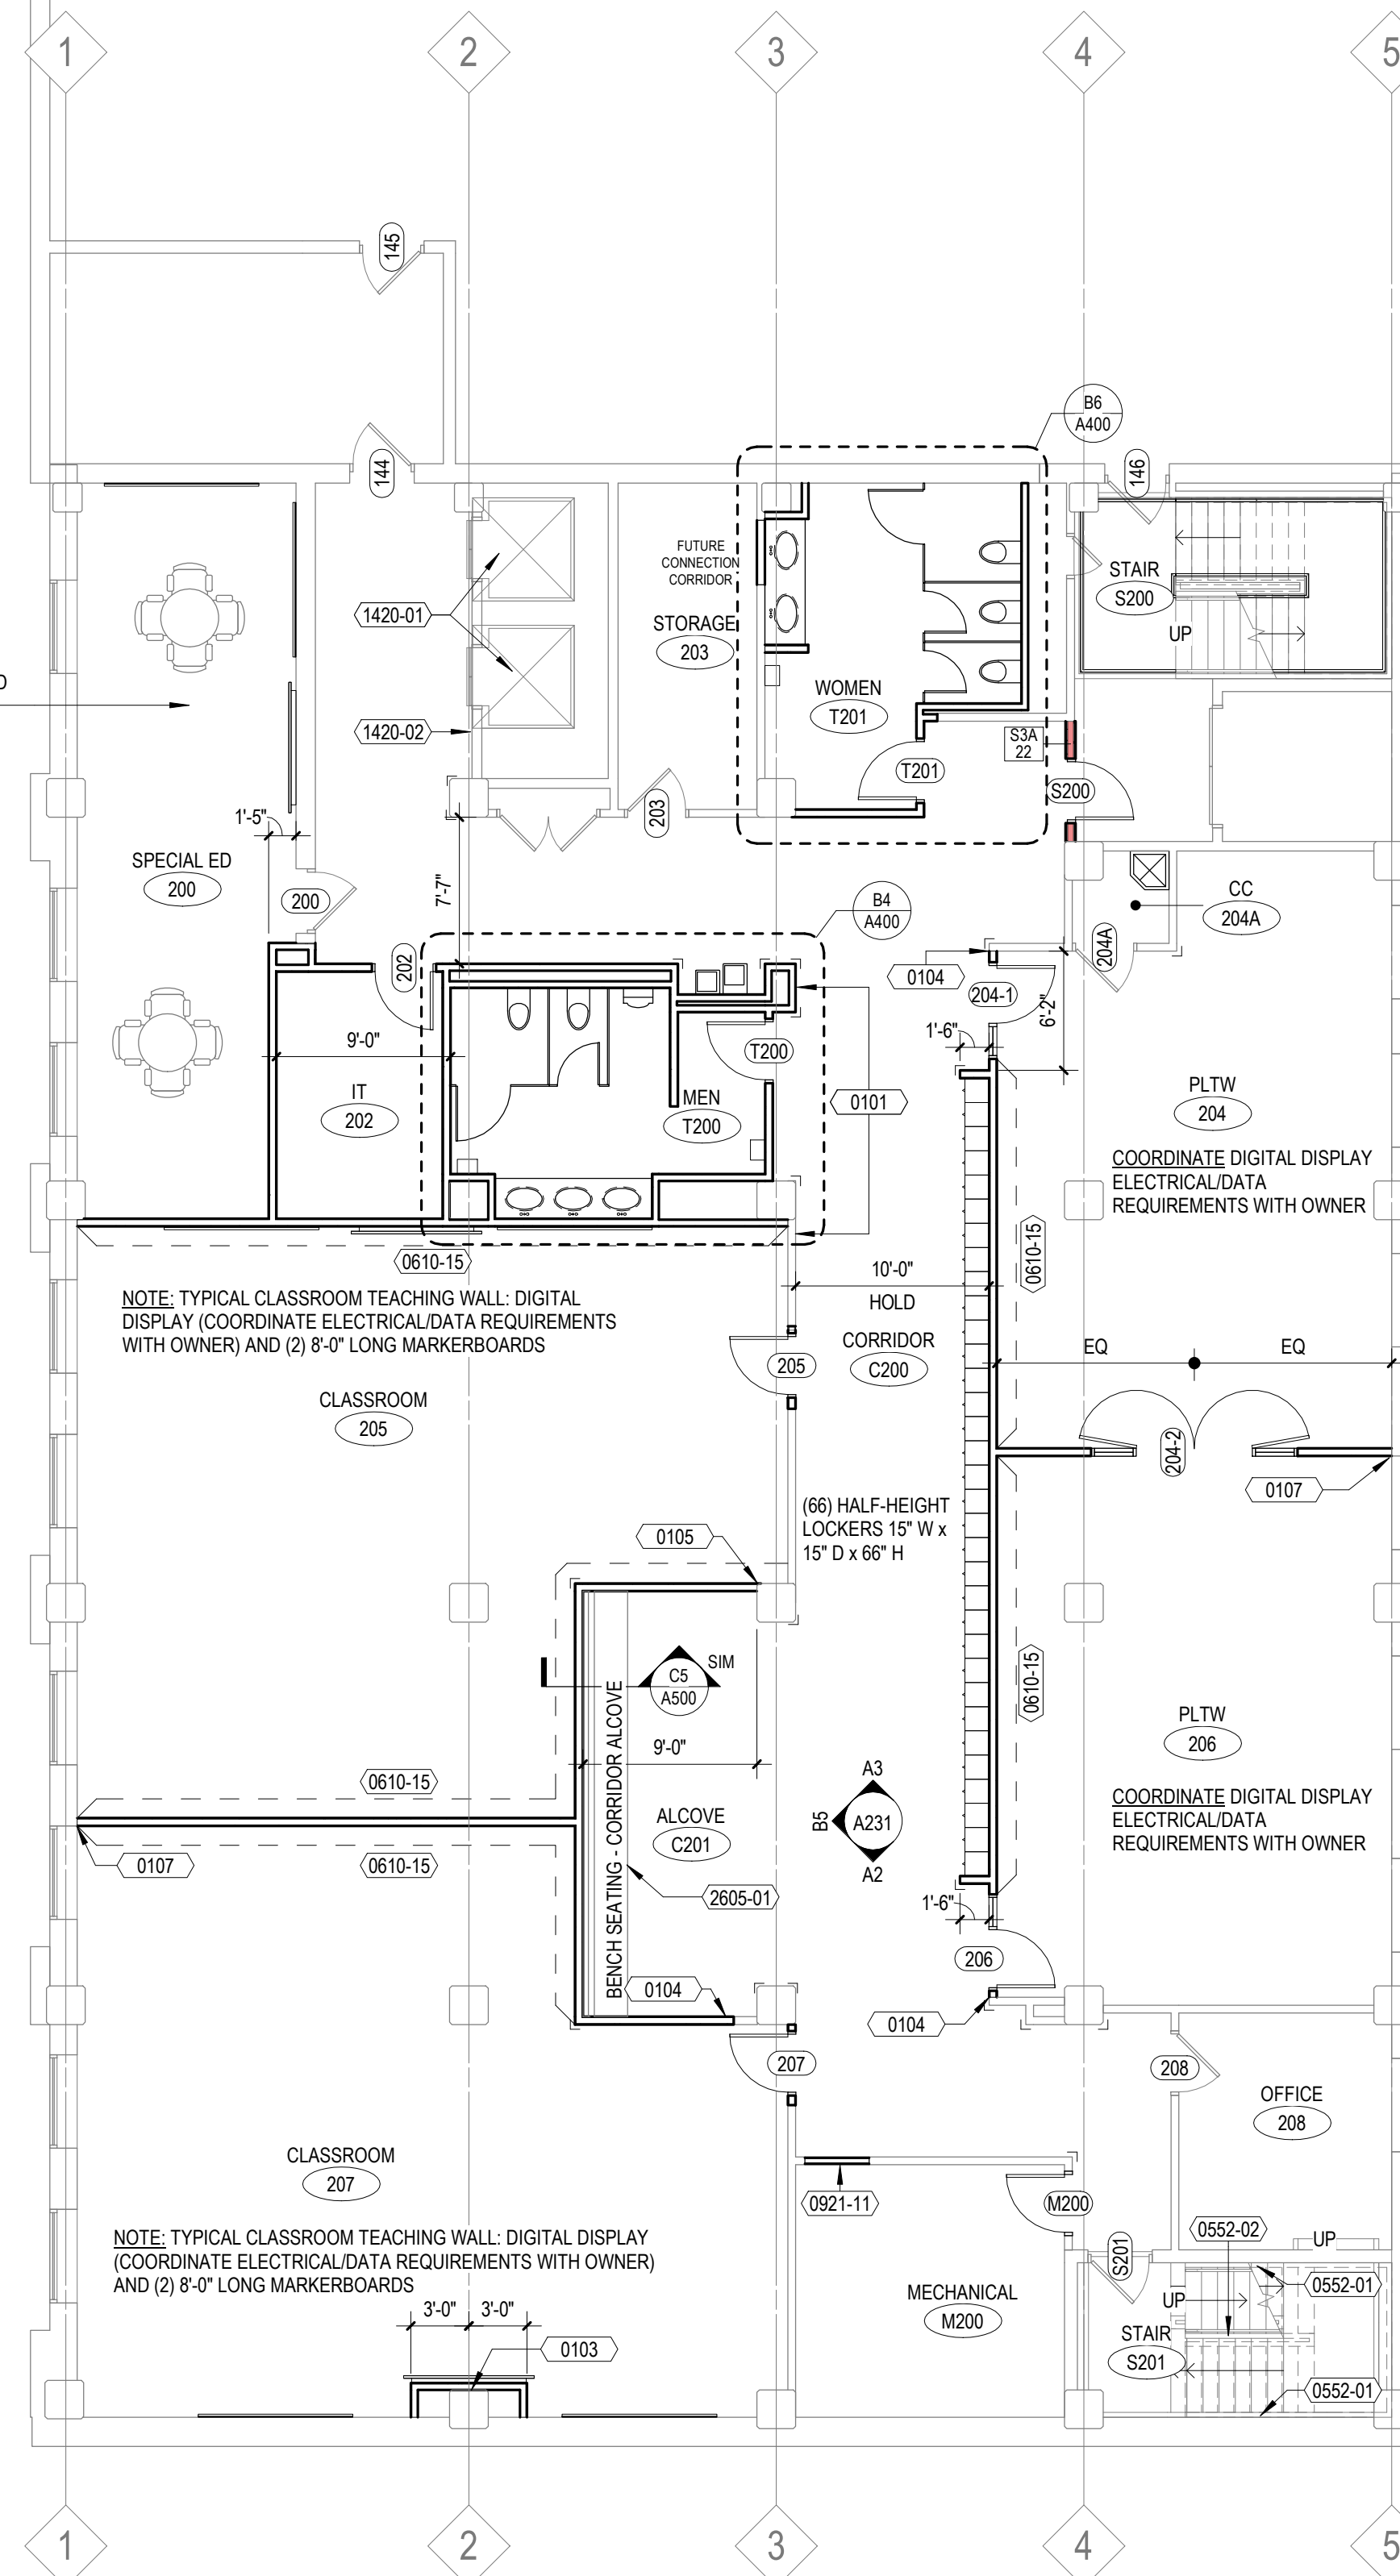 1
2
3
4
5
145
B6
A400
144
146
FUTURE
CONNECTION
CORRIDOR
STAIR
S200
1420-01
STORAGE
203
UP
D
WOMEN
T201
1420-02
S3A
22
T201
S200
203
1'-5"
SPECIAL ED
200
CC
204A
200
7'-7"
B4
A400
204A
202
0104
204-1
6'-2"
1'-6"
9'-0"
T200
IT
202
MEN
T200
0101
PLTW
204
COORDINATE DIGITAL DISPLAY
ELECTRICAL/DATA
REQUIREMENTS WITH OWNER
0610-15
0610-15
10'-0"
HOLD
NOTE: TYPICAL CLASSROOM TEACHING WALL: DIGITAL
DISPLAY (COORDINATE ELECTRICAL/DATA REQUIREMENTS
WITH OWNER) AND (2) 8'-0" LONG MARKERBOARDS
CORRIDOR
C200
EQ
EQ
205
CLASSROOM
205
204-2
0107
(66) HALF-HEIGHT
LOCKERS 15" W x
15" D x 66" H
0105
C5
A500
SIM
0610-15
BENCH SEATING - CORRIDOR ALCOVE
9'-0"
PLTW
206
COORDINATE DIGITAL DISPLAY
ELECTRICAL/DATA
REQUIREMENTS WITH OWNER
0610-15
A3
B5
A231
A2
ALCOVE
C201
0107
0610-15
2605-01
1'-6"
206
0104
0104
207
208
OFFICE
208
CLASSROOM
207
0921-11
M200
0552-02
UP
S201
NOTE: TYPICAL CLASSROOM TEACHING WALL: DIGITAL DISPLAY
(COORDINATE ELECTRICAL/DATA REQUIREMENTS WITH OWNER)
AND (2) 8'-0" LONG MARKERBOARDS
MECHANICAL
M200
UP
0552-01
3'-0"
3'-0"
STAIR
S201
0103
0552-01
1
2
3
4
5